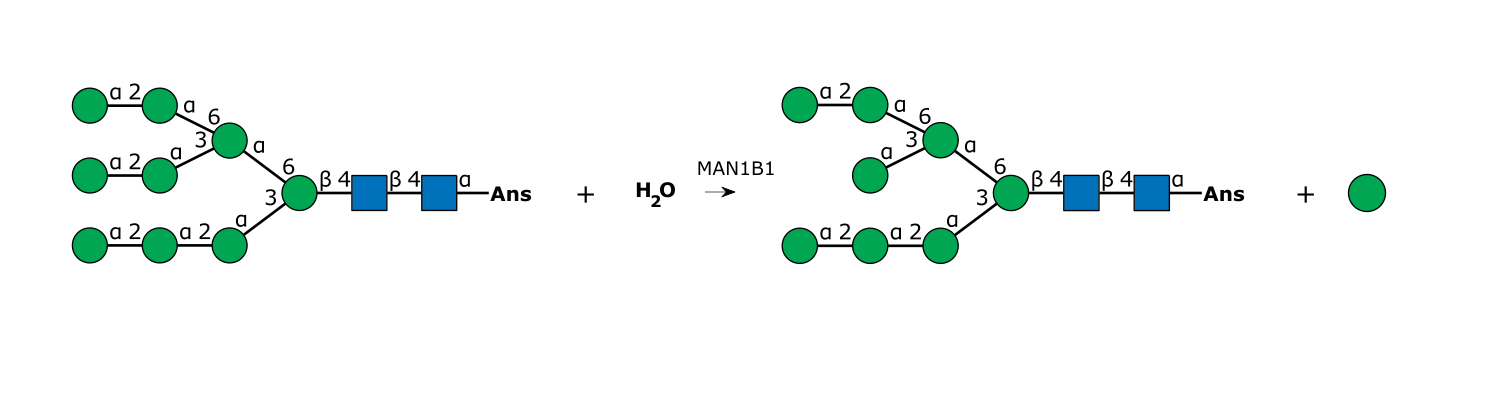 α 2 α 6 α 2 α 6
α 2 α 3 α 6 α 3 α 6
3 β 4 β 4 α Ans + H2O MAN1B1 3 β 4 β 4 α Ans +
α 2 α 2 α α 2 α 2 α